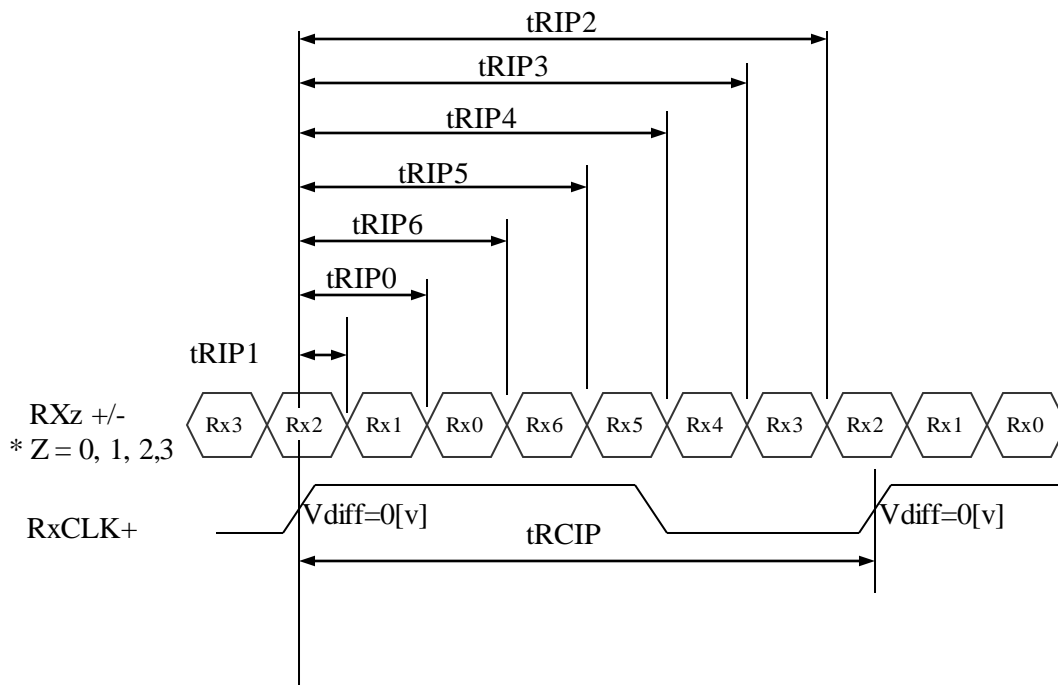 tRIP2
tRIP3
tRIP4
tRIP5
tRIP6
tRIP0
tRIP1
RXz +/-
* Z = 0, 1, 2,3
Rx3 Rx2 Rx1 Rx0 Rx6 Rx5 Rx4 Rx3 Rx2 Rx1 Rx0
RxCLK+
Vdiff=0[v] Vdiff=0[v]
tRCIP